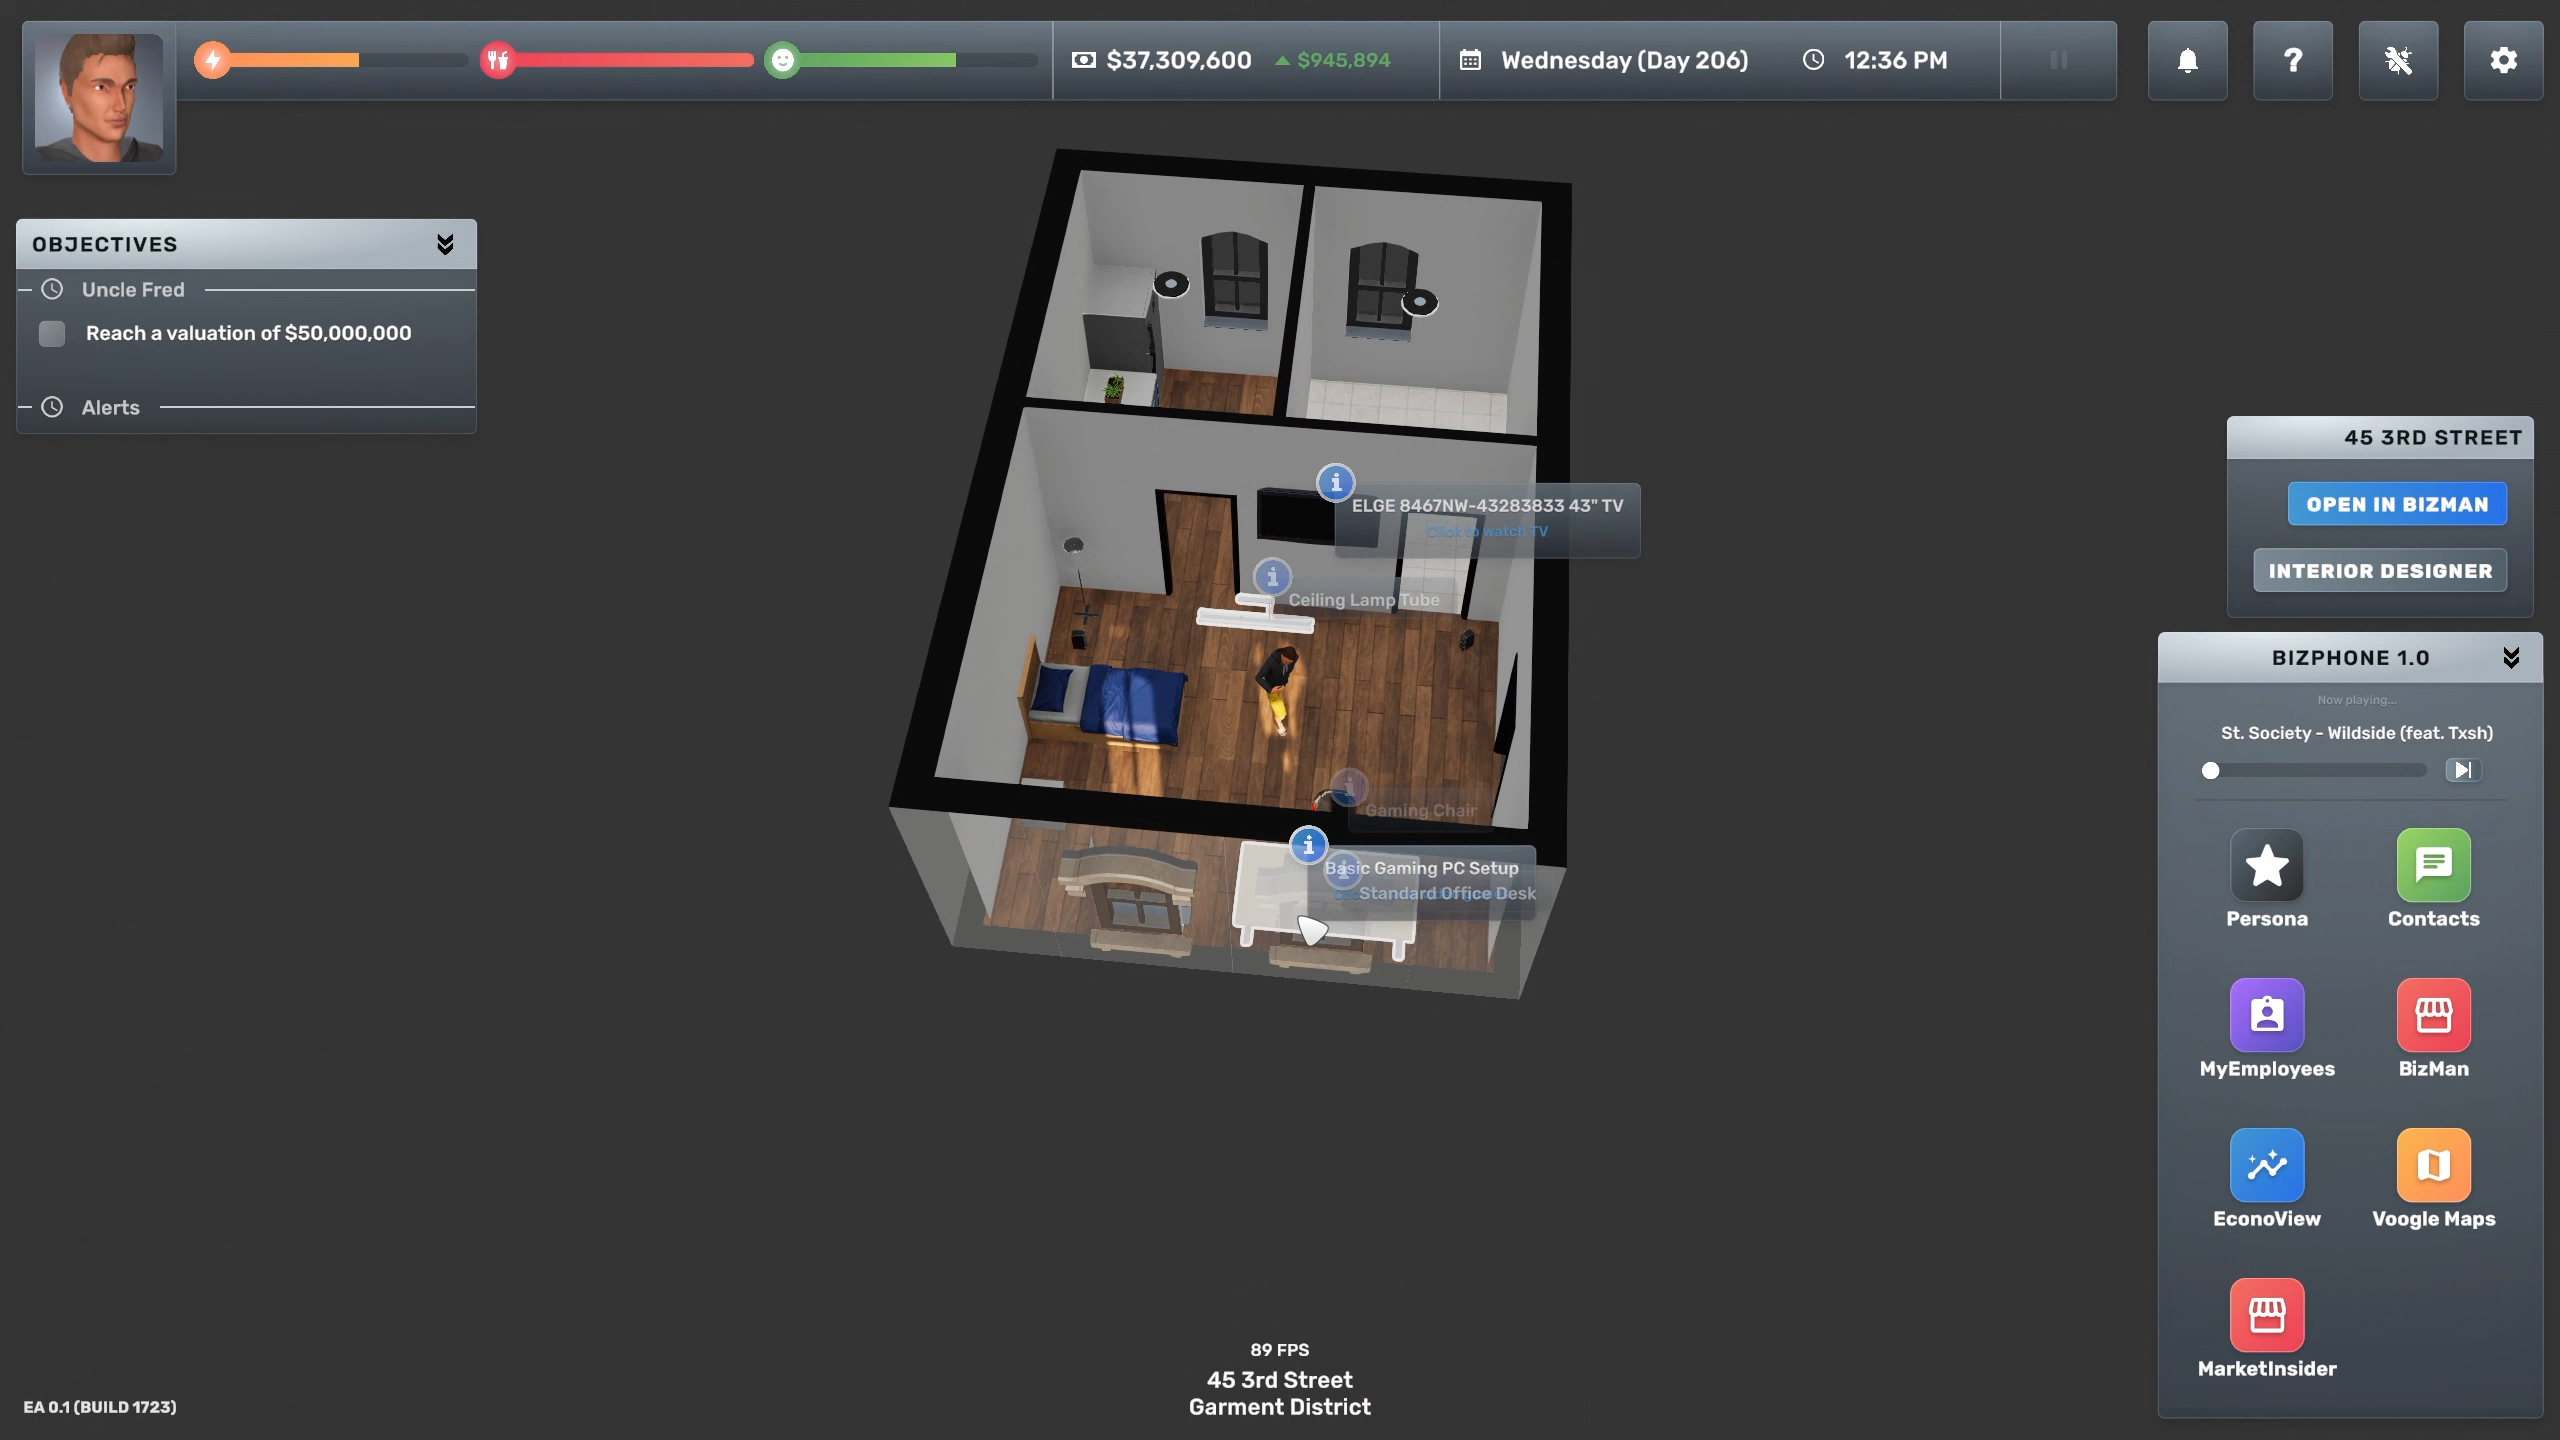 $37,309,600
$945,894
Wednesday (Day 206)
12:36 PM
?
OBJECTIVES
Uncle Fred
Reach a valuation of $50,000,000
Alerts
ELGE 8467NW-43283833 43" TV
Click to watch TV
Ceiling Lamp Tube
Gaming Chair
Basic Gaming PC Setup
Standard Office Desk
45 3RD STREET
OPEN IN BIZMAN
INTERIOR DESIGNER
BIZPHONE 1.0
Now playing...
St. Society - Wildside (feat. Txsh)
Persona
Contacts
MyEmployees
BizMan
EconoView
Voogle Maps
MarketInsider
89 FPS
45 3rd Street
Garment District
EA 0.1 (BUILD 1723)